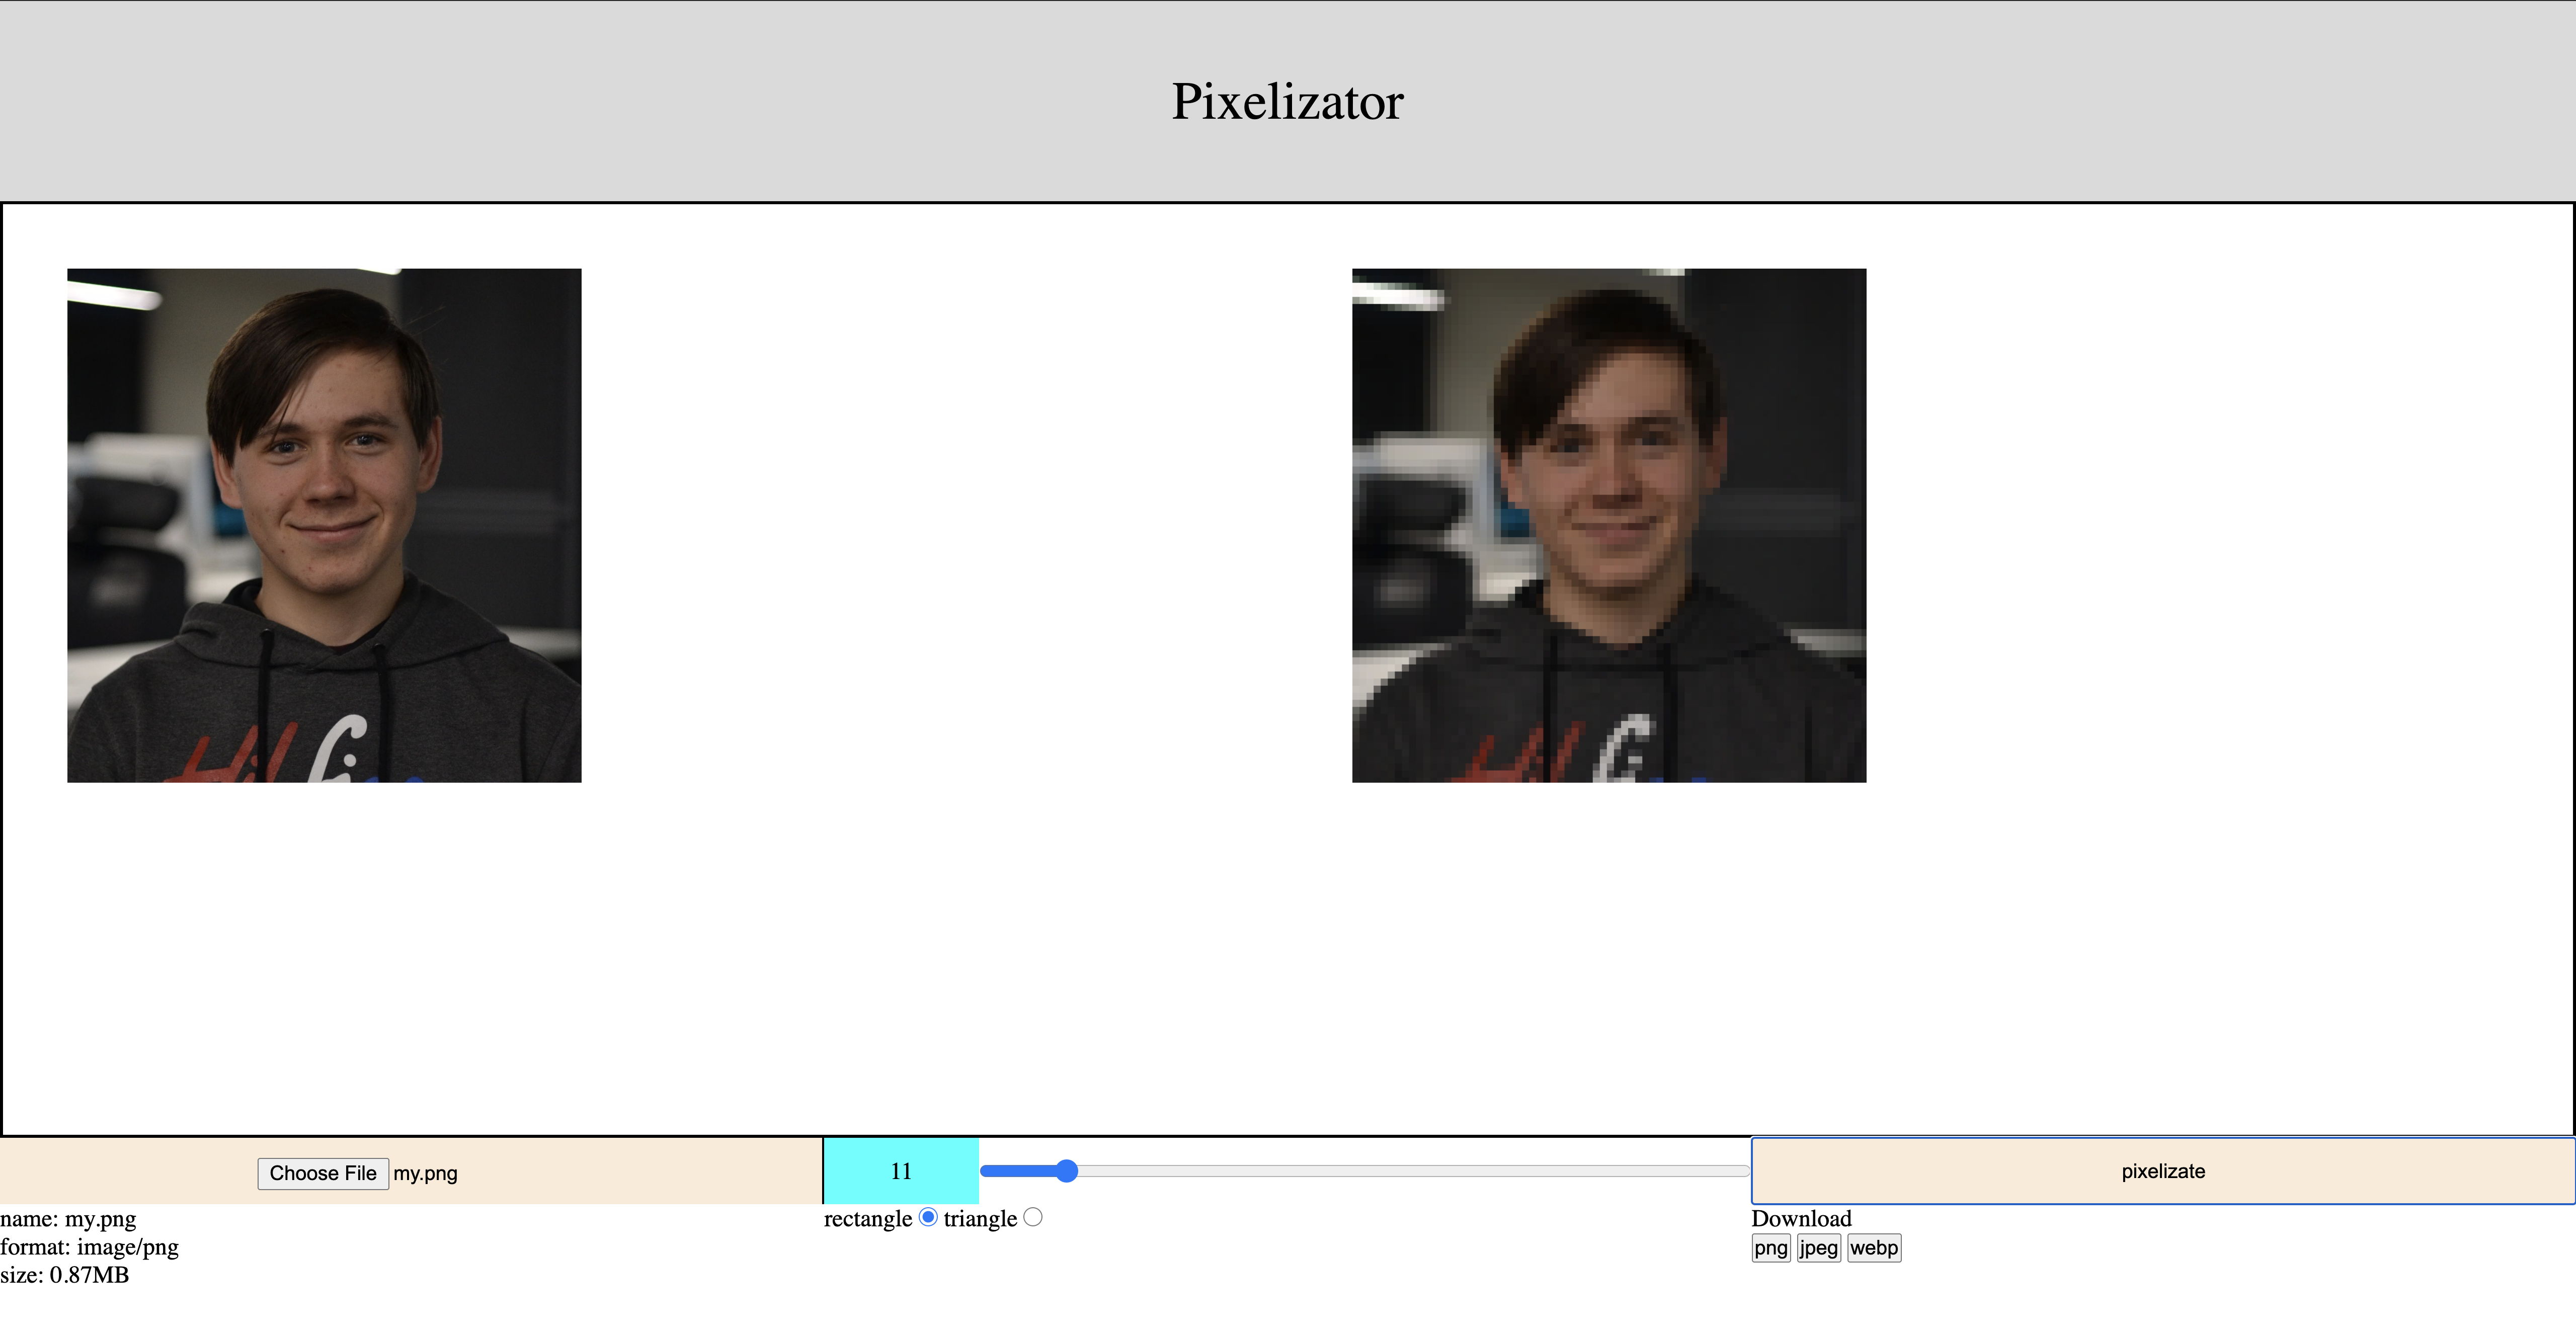 Pixelizator
Choose File my.png
11
pixelizate
name: my.png
format: image/png
size: 0.87MB
rectangle triangle
Download
png jpeg webp